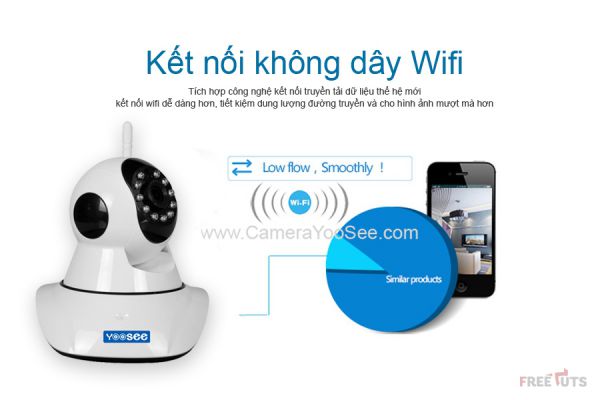 Kết nối không dây Wifi
Tích hợp công nghệ kết nối truyền tải dữ liệu thế hệ mới
kết nối wifi dễ dàng hơn, tiết kiệm dung lượng đường truyền và cho hình ảnh mượt mà hơn
Low flow , Smoothly !
Wi-Fi
www.CameraYooSee.com
Similar products
YOOSEE
FREETUTS